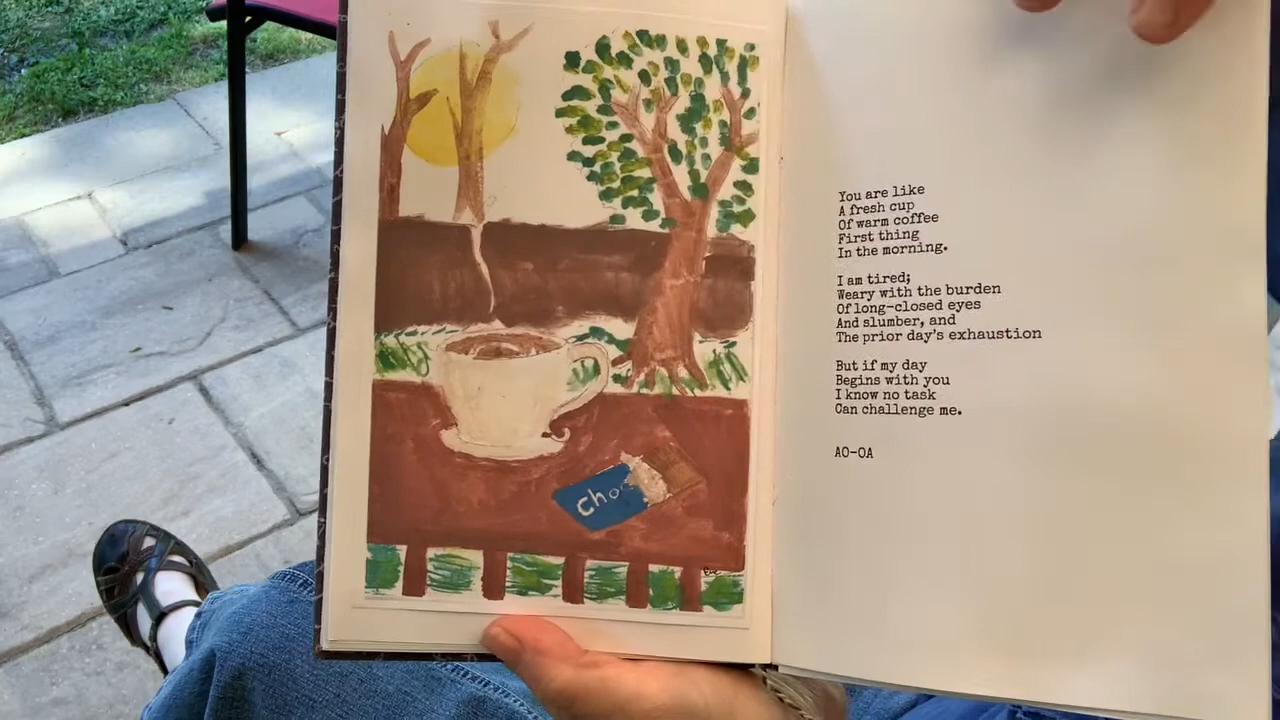 Choc
You are like
A fresh cup
Of warm coffee
First thing
In the morning.
I am tired;
Weary with the burden
Of long-closed eyes
And slumber, and
The prior day's exhaustion
But if my day
Begins with you
I know no task
Can challenge me.
AO-OA